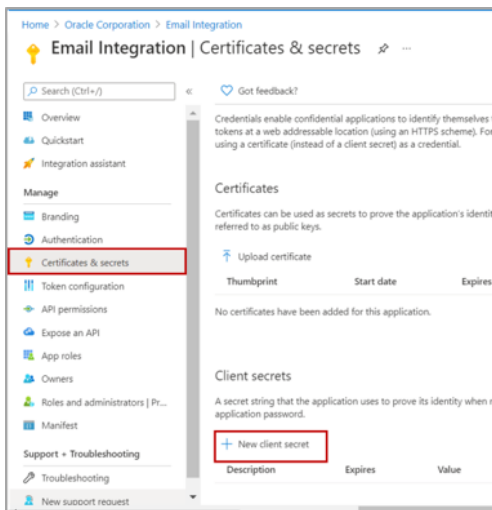 Home > Oracle Corporation > Email Integration
Email Integration | Certificates & secrets
Search (Ctrl+/)
Overview
Quickstart
Integration assistant
Manage
Branding
Authentication
Certificates & secrets
Token configuration
API permissions
Expose an API
App roles
Owners
Roles and administrators | Pr...
Manifest
Support + Troubleshooting
Troubleshooting
New support request
Got feedback?
Credentials enable confidential applications to identify themselves
tokens at a web addressable location (using an HTTPS scheme). For
using a certificate (instead of a client secret) as a credential.
Certificates
Certificates can be used as secrets to prove the application's identit
referred to as public keys.
Upload certificate
Thumbprint Start date Expires
No certificates have been added for this application.
Client secrets
A secret string that the application uses to prove its identity when
application password.
New client secret
Description Expires Value